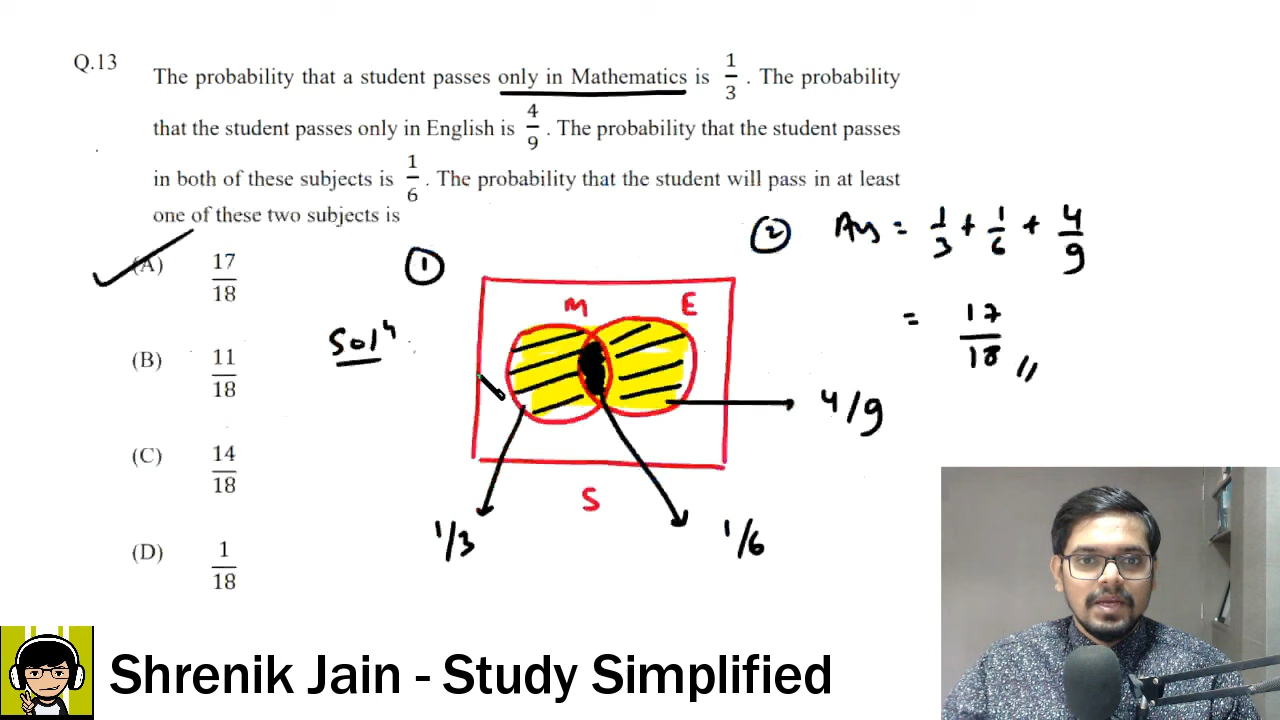 Q.13
The probability that a student passes only in Mathematics is 1/3 . The probability
that the student passes only in English is 4/9 . The probability that the student passes
in both of these subjects is 1/6 . The probability that the student will pass in at least
one of these two subjects is
(A) 17/18
(B) 11/18
(C) 14/18
(D) 1/18
Solⁿ
1
M E
S
1/3
1/6
4/9
2
Ans = 1/3 + 1/6 + 4/9
= 17/18 //
Shrenik Jain - Study Simplified